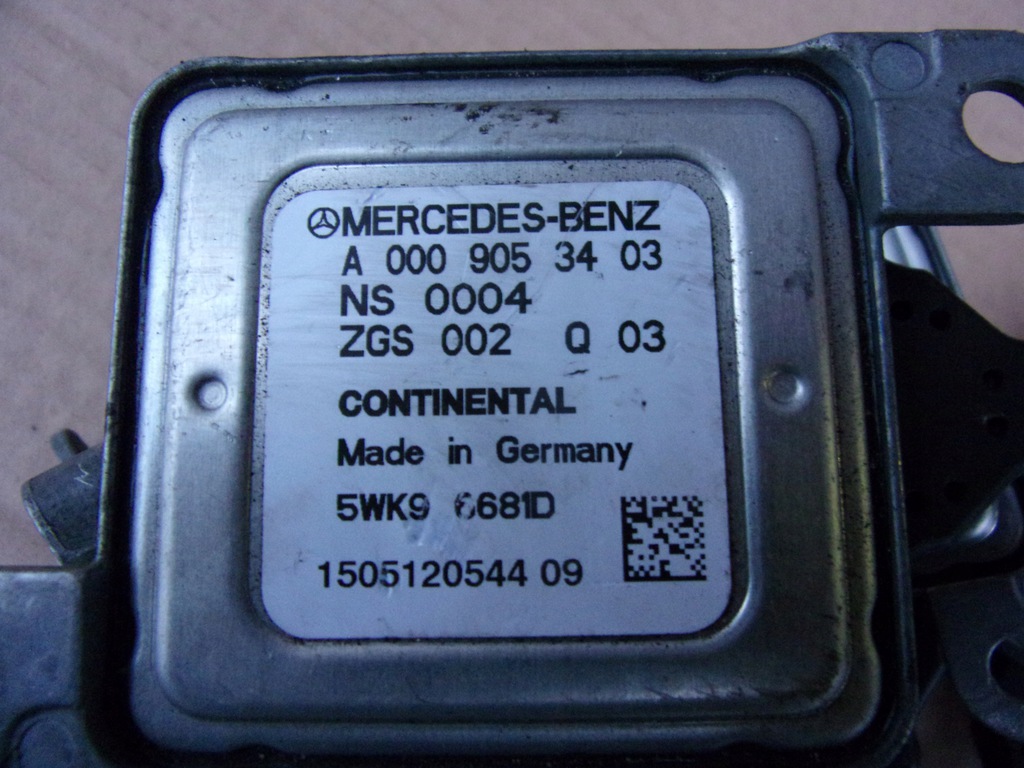 MERCEDES-BENZ
A 000 905 34 03
NS 0004
ZGS 002 Q 03
CONTINENTAL
Made in Germany
5WK9 6681D
1505120544 09